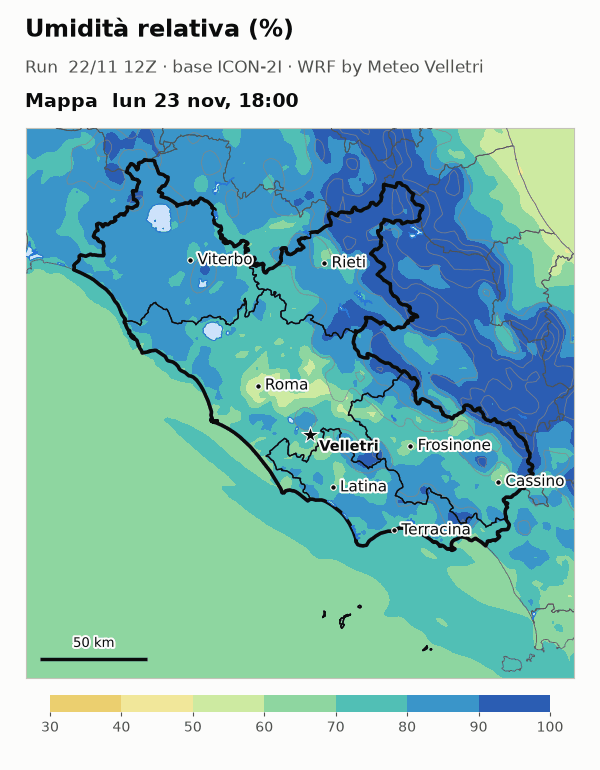 Umidità relativa (%)
Run  22/11 12Z · base ICON-2I · WRF by Meteo Velletri
Mappa  lun 23 nov, 18:00
Viterbo
Rieti
Roma
Velletri
Frosinone
Latina
Cassino
Terracina
50 km
30 40 50 60 70 80 90 100